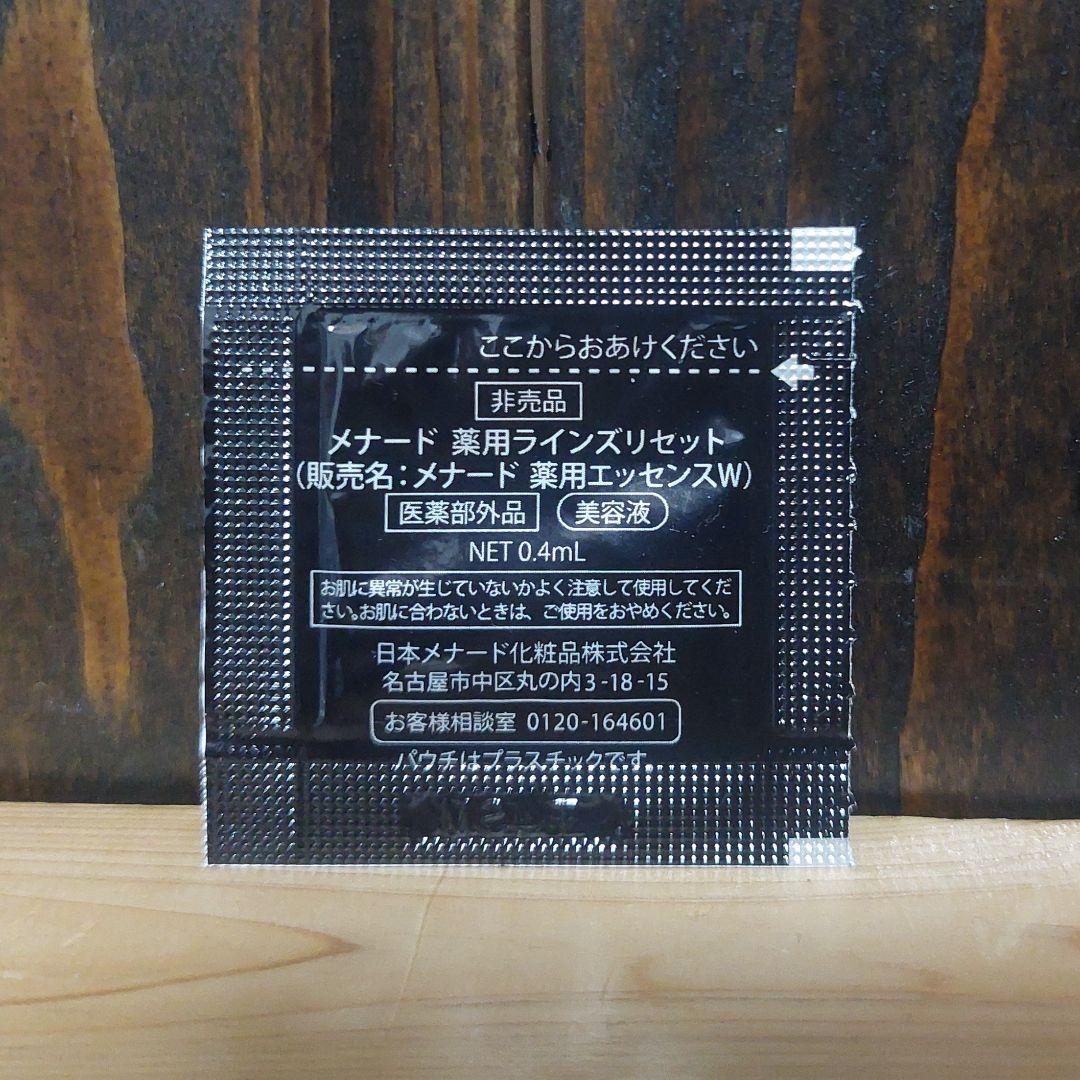 ここからおあけください
非売品
メナード 薬用ラインズリセット
(販売名:メナード 薬用エッセンスW)
医薬部外品 美容液
NET 0.4mL
お肌に異常が生じていないかよく注意して使用してくだ
さい。お肌に合わないときは、ご使用をおやめください。
日本メナード化粧品株式会社
名古屋市中区丸の内3-18-15
お客様相談室 0120-164601
パウチはプラスチックです。